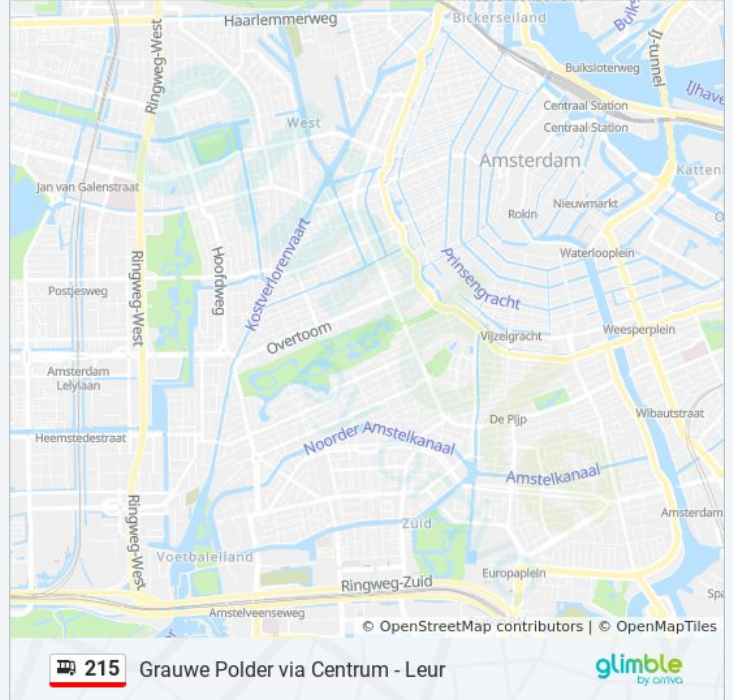 Haarlemmerweg
Bickerseiland
Ringweg-West
IJ-tunnel
Buiksloterweg
Centraal Station
Centraal Station
West
Amsterdam
Katten
Jan van Galenstraat
Rokin
Nieuwmarkt
Kostverlorenvaart
Hoofdweg
Ringweg-West
Prinsengracht
Waterlooplein
Postjesweg
Overtoom
Vijzelgracht
Weesperplein
Amsterdam
Lelylaan
De Pijp
Wibautstraat
Heemstedestraat
Noorder Amstelkanaal
Amstelkanaal
Ringweg-West
Amsterdam
Zuid
Voetbaleiland
Europaplein
Ringweg-Zuid
Spa
Amstelveenseweg
© OpenStreetMap contributors | © OpenMapTiles
215 Grauwe Polder via Centrum - Leur
glimble
by arriva